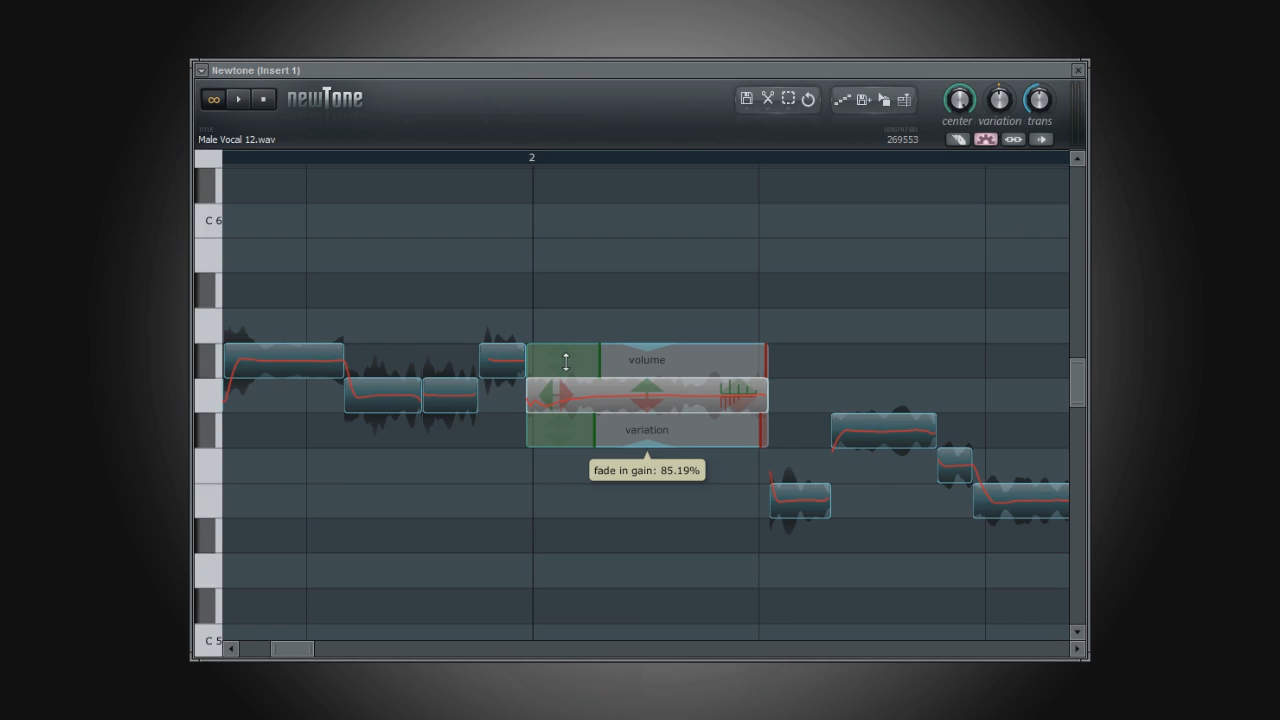 Newtone (Insert 1)
newTone
center variation trans
TITLE
Male Vocal 12.wav
269553
2
C 6
volume
variation
fade in gain: 85.19%
C 5